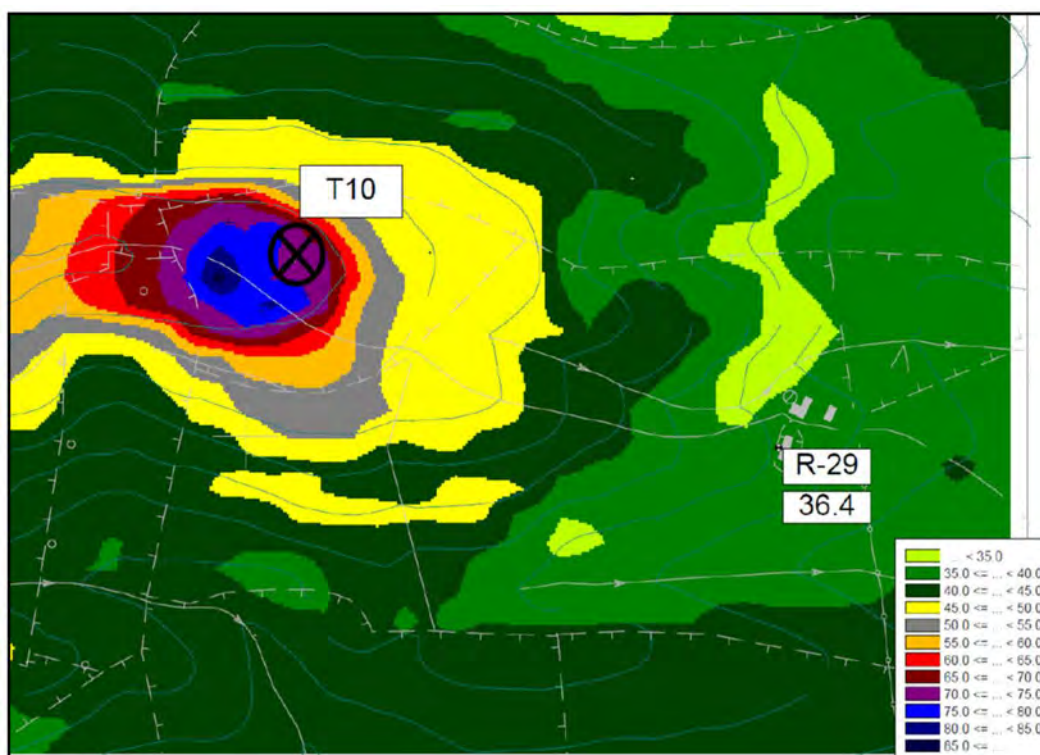 T10
R-29
36.4
... < 35.0
35.0 <= ... < 40.0
40.0 <= ... < 45.0
45.0 <= ... < 50.0
50.0 <= ... < 55.0
55.0 <= ... < 60.0
60.0 <= ... < 65.0
65.0 <= ... < 70.0
70.0 <= ... < 75.0
75.0 <= ... < 80.0
80.0 <= ... < 85.0
85.0 <= ...